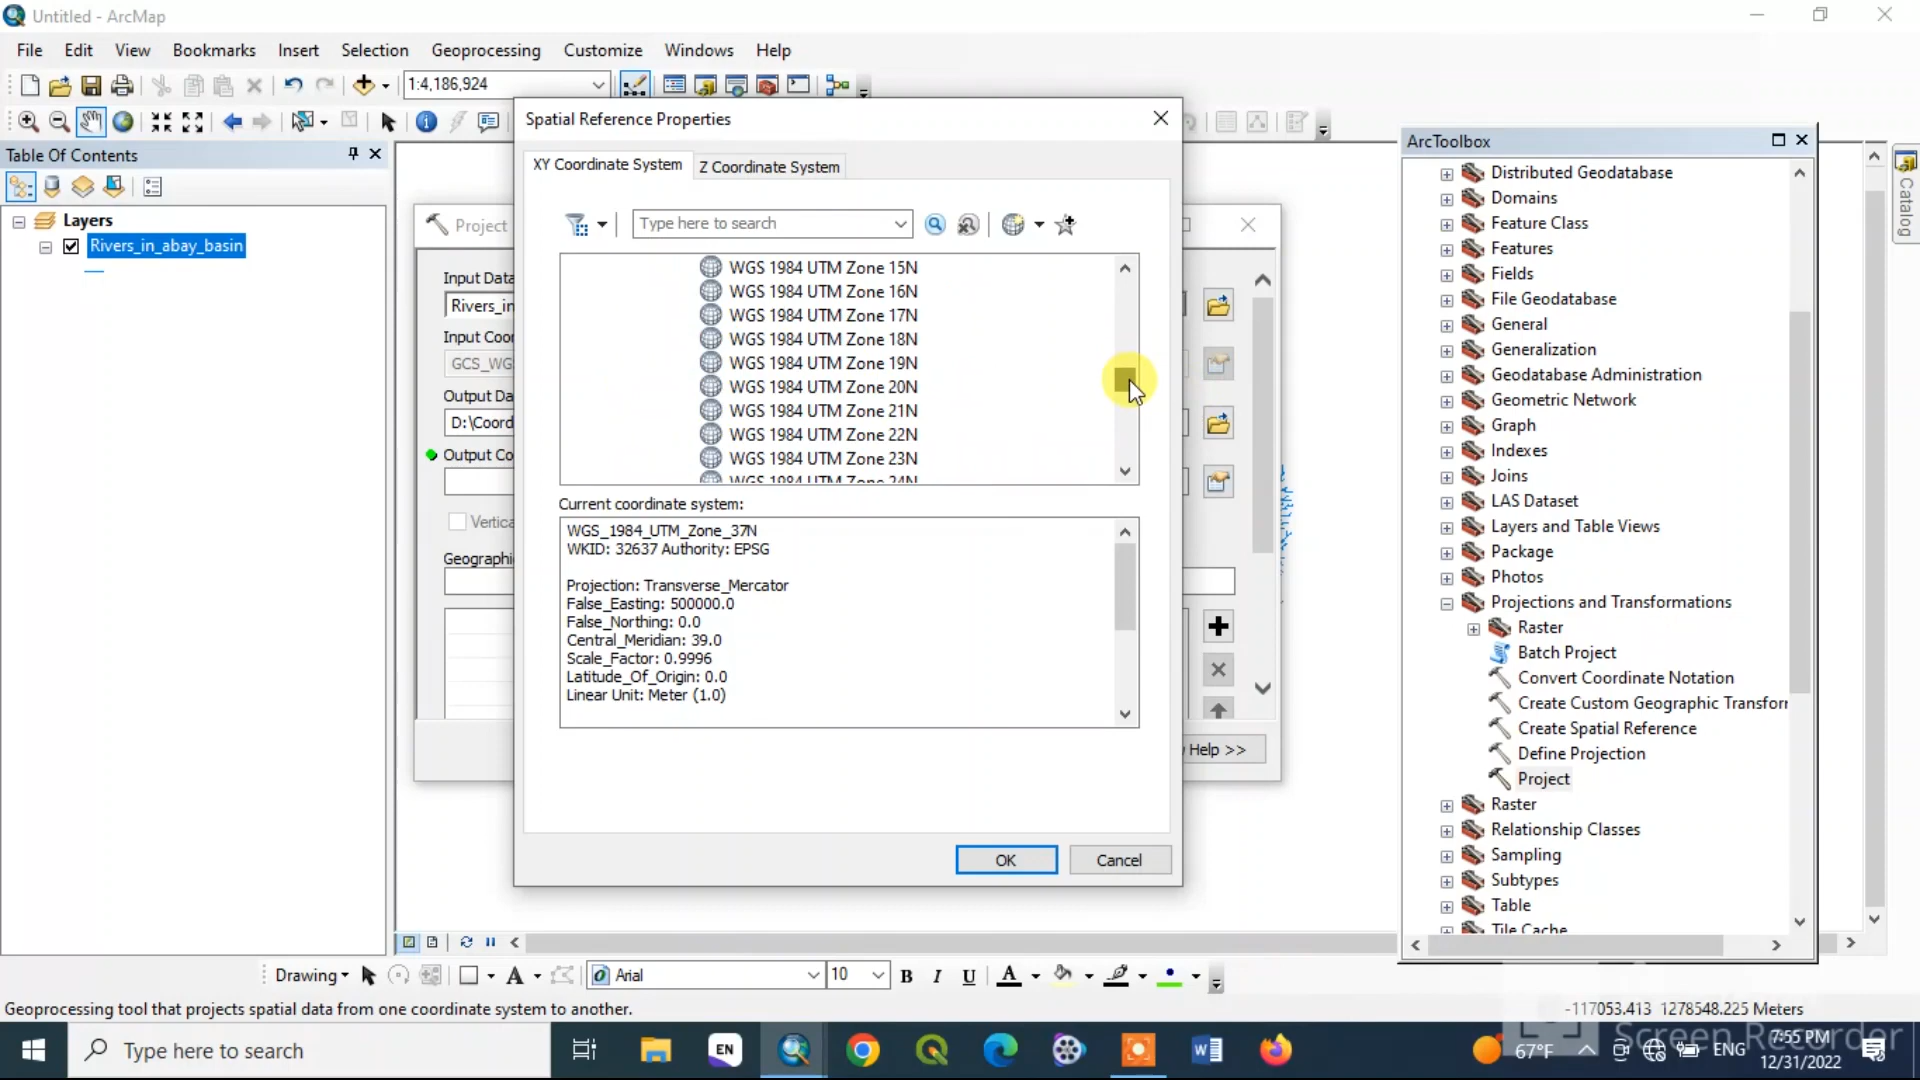 Untitled - ArcMap
File Edit View Bookmarks Insert Selection Geoprocessing Customize Windows Help
1:4,186,924
Spatial Reference Properties
Table Of Contents
XY Coordinate System
Z Coordinate System
ArcToolbox
Catalog
Layers
Rivers_in_abay_basin
Project
Input Data
Rivers_in
Input Coor
GCS_WG
Output Da
D:\Coord
Output Co
Vertica
Geographi
Help >>
Type here to search
WGS 1984 UTM Zone 15N
WGS 1984 UTM Zone 16N
WGS 1984 UTM Zone 17N
WGS 1984 UTM Zone 18N
WGS 1984 UTM Zone 19N
WGS 1984 UTM Zone 20N
WGS 1984 UTM Zone 21N
WGS 1984 UTM Zone 22N
WGS 1984 UTM Zone 23N
WGS 1984 UTM Zone 24N
Current coordinate system:
WGS_1984_UTM_Zone_37N
WKID: 32637 Authority: EPSG
Projection: Transverse_Mercator
False_Easting: 500000.0
False_Northing: 0.0
Central_Meridian: 39.0
Scale_Factor: 0.9996
Latitude_Of_Origin: 0.0
Linear Unit: Meter (1.0)
OK
Cancel
Distributed Geodatabase
Domains
Feature Class
Features
Fields
File Geodatabase
General
Generalization
Geodatabase Administration
Geometric Network
Graph
Indexes
Joins
LAS Dataset
Layers and Table Views
Package
Photos
Projections and Transformations
Raster
Batch Project
Convert Coordinate Notation
Create Custom Geographic Transfor
Create Spatial Reference
Define Projection
Project
Raster
Relationship Classes
Sampling
Subtypes
Table
Tile Cache
Drawing
A
Arial
10
B I U A
Geoprocessing tool that projects spatial data from one coordinate system to another.
-117053.413 1278548.225 Meters
Screen Recorder
Type here to search
EN
67°F
ENG
7:55 PM
12/31/2022